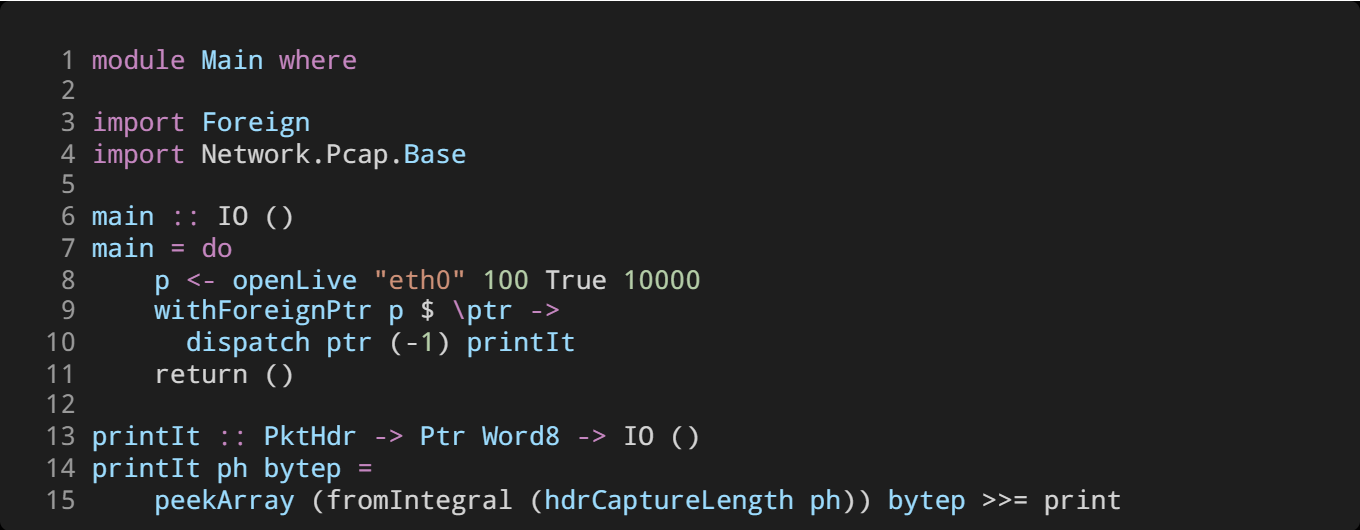 1 module Main where
2
3 import Foreign
4 import Network.Pcap.Base
5
6 main :: IO ()
7 main = do
8     p <- openLive "eth0" 100 True 10000
9     withForeignPtr p $ \ptr ->
10       dispatch ptr (-1) printIt
11     return ()
12
13 printIt :: PktHdr -> Ptr Word8 -> IO ()
14 printIt ph bytep =
15     peekArray (fromIntegral (hdrCaptureLength ph)) bytep >>= print